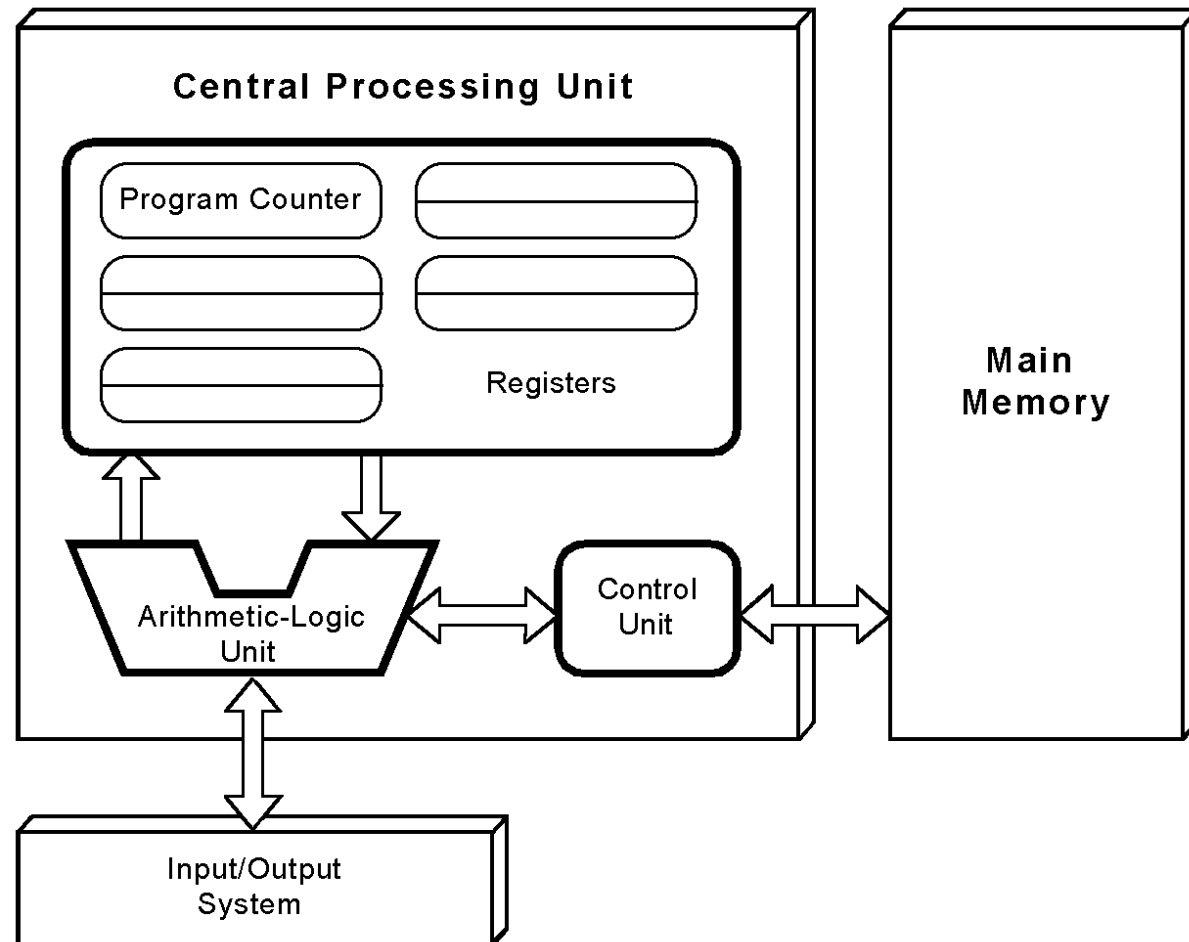 Central Processing Unit
Program Counter
Registers
Arithmetic-Logic
Unit
Control
Unit
Main
Memory
Input/Output
System